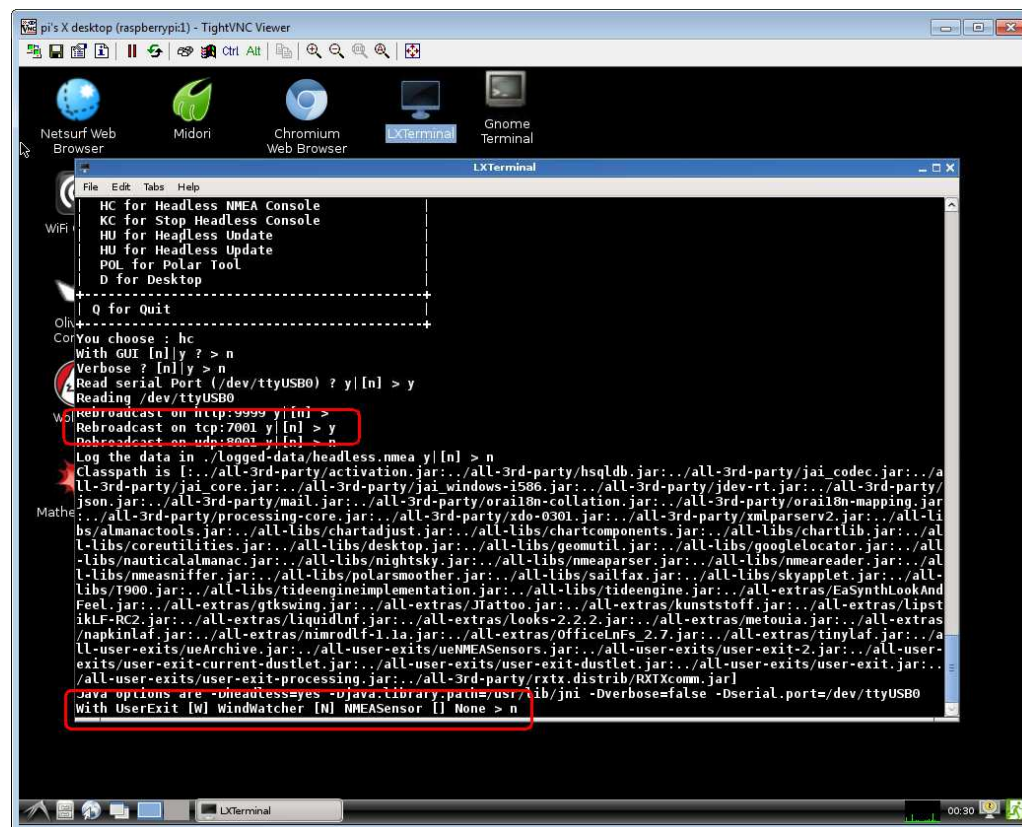 pi's X desktop (raspberrypi:1) - TightVNC Viewer
Ctrl Alt
Netsurf Web Browser
Midori
Chromium Web Browser
LXTerminal
Gnome Terminal
LXTerminal
File Edit Tabs Help
WiFi
| HC for Headless NMEA Console |
| KC for Stop Headless Console |
| HU for Headless Update |
| HU for Headless Update |
| POL for Polar Tool |
| D for Desktop |
+-----------------------------------------+
| Q for Quit |
+-----------------------------------------+
You choose : hc
With GUI [n]|y ? > n
Verbose ? [n]|y > n
Read serial Port (/dev/ttyUSB0) ? y|[n] > y
Reading /dev/ttyUSB0
Rebroadcast on http:9999 y|[n] >
Rebroadcast on tcp:7001 y|[n] > y
Rebroadcast on udp:8001 y|[n] > n
Log the data in ./logged-data/headless.nmea y|[n] > n
Classpath is [:../all-3rd-party/activation.jar:../all-3rd-party/hsqldb.jar:../all-3rd-party/jai_codec.jar:../a
ll-3rd-party/jai_core.jar:../all-3rd-party/jai_windows-i586.jar:../all-3rd-party/jdev-rt.jar:../all-3rd-party/
json.jar:../all-3rd-party/mail.jar:../all-3rd-party/orai18n-collation.jar:../all-3rd-party/orai18n-mapping.jar
:../all-3rd-party/processing-core.jar:../all-3rd-party/xdo-0301.jar:../all-3rd-party/xmlparserv2.jar:../all-li
bs/almanactools.jar:../all-libs/chartadjust.jar:../all-libs/chartcomponents.jar:../all-libs/chartlib.jar:../al
l-libs/coreutilities.jar:../all-libs/desktop.jar:../all-libs/geomutil.jar:../all-libs/googlelocator.jar:../all
-libs/nauticalalmanac.jar:../all-libs/nightsky.jar:../all-libs/nmeaparser.jar:../all-libs/nmeareader.jar:../al
l-libs/nmeasniffer.jar:../all-libs/polarsmoother.jar:../all-libs/sailfax.jar:../all-libs/skyapplet.jar:../all-
libs/T900.jar:../all-libs/tideengineimplementation.jar:../all-libs/tideengine.jar:../all-extras/EaSynthLookAnd
Feel.jar:../all-extras/gtkswing.jar:../all-extras/JTattoo.jar:../all-extras/kunststoff.jar:../all-extras/lipst
ikLF-RC2.jar:../all-extras/liquidlnf.jar:../all-extras/looks-2.2.2.jar:../all-extras/metouia.jar:../all-extras
/napkinlaf.jar:../all-extras/nimrodlf-1.1a.jar:../all-extras/OfficeLnFs_2.7.jar:../all-extras/tinylaf.jar:../a
ll-user-exits/ueArchive.jar:../all-user-exits/ueNMEASensors.jar:../all-user-exits/user-exit-2.jar:../all-user-
exits/user-exit-current-dustlet.jar:../all-user-exits/user-exit-dustlet.jar:../all-user-exits/user-exit.jar:..
/all-user-exits/user-exit-processing.jar:../all-3rd-party/rxtx.distrib/RXTXcomm.jar]
Java options are -Dheadless=yes -Djava.library.path=/usr/lib/jni -Dverbose=false -Dserial.port=/dev/ttyUSB0
With UserExit [W] WindWatcher [N] NMEASensor [] None > n
LXTerminal
00:30